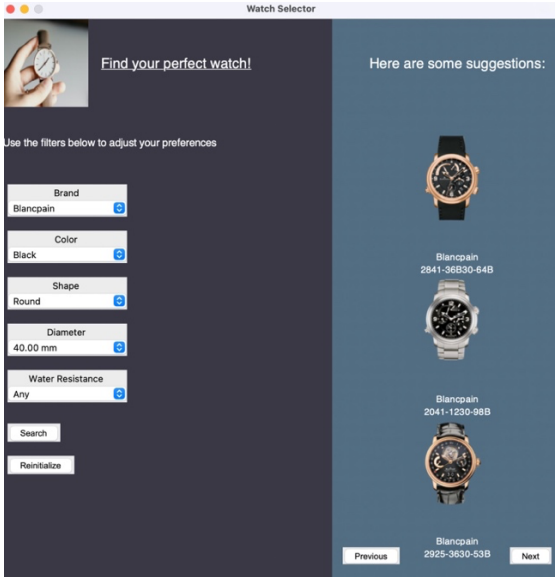 Watch Selector
Find your perfect watch!
Use the filters below to adjust your preferences
Brand
Blancpain
Color
Black
Shape
Round
Diameter
40.00 mm
Water Resistance
Any
Search
Reinitialize
Here are some suggestions:
Blancpain
2841-36B30-64B
Blancpain
2041-1230-98B
Blancpain
2925-3630-53B
Previous
Next